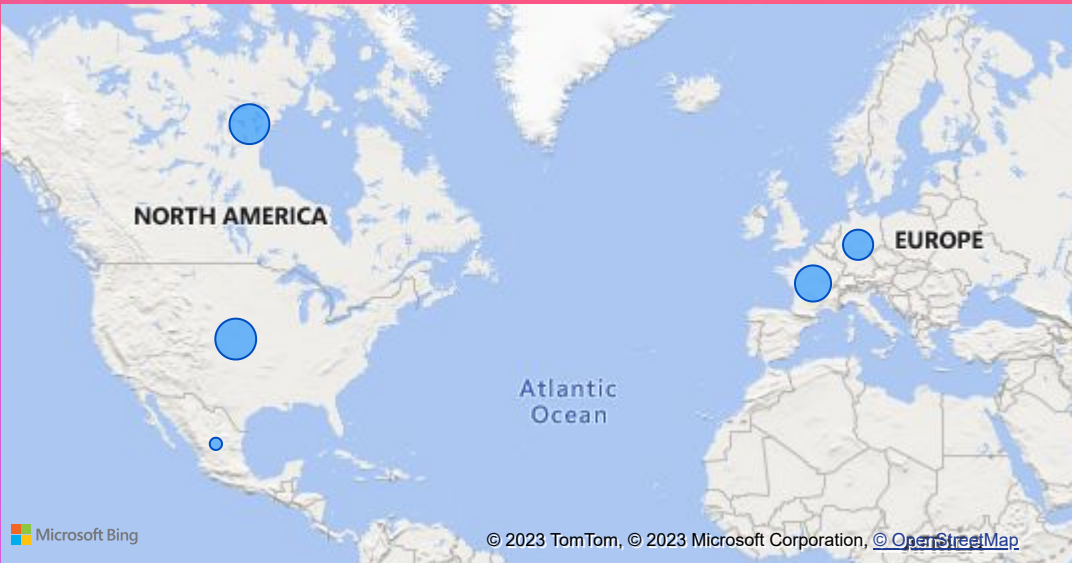 NORTH AMERICA
EUROPE
Atlantic
Ocean
Microsoft Bing
© 2023 TomTom, © 2023 Microsoft Corporation, © OpenStreetMap